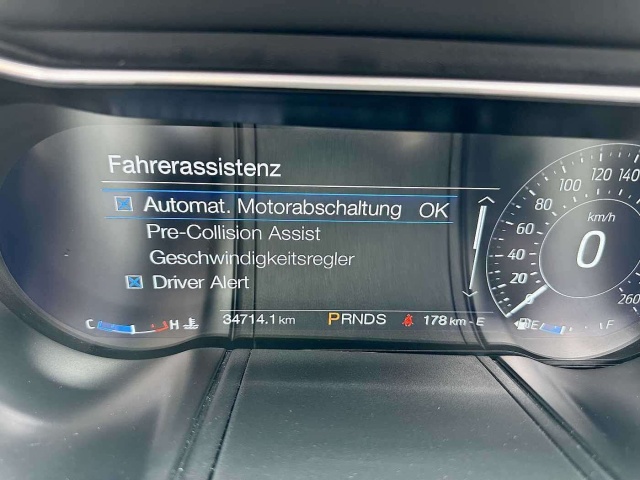 Fahrerassistenz
Automat. Motorabschaltung OK
Pre-Collision Assist
Geschwindigkeitsregler
Driver Alert
C H 34714.1 km PRNDS 178 km - E
0 20 40 60 80 100 120 140 260
km/h
0
E F